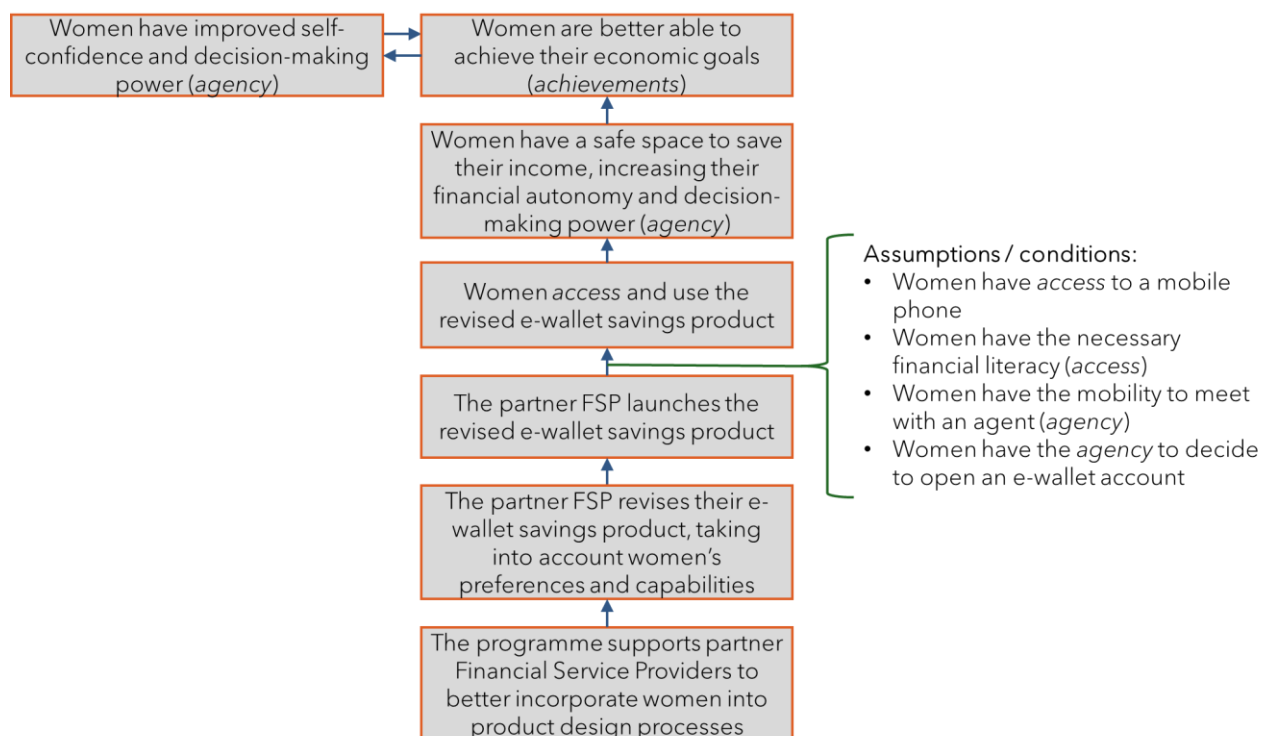 Women have improved self-
confidence and decision-making
power (agency)
Women are better able to
achieve their economic goals
(achievements)
Women have a safe space to save
their income, increasing their
financial autonomy and decision-
making power (agency)
Women access and use the
revised e-wallet savings product
Assumptions / conditions:
• Women have access to a mobile
phone
• Women have the necessary
financial literacy (access)
• Women have the mobility to meet
with an agent (agency)
• Women have the agency to decide
to open an e-wallet account
The partner FSP launches the
revised e-wallet savings product
The partner FSP revises their e-
wallet savings product, taking
into account women's
preferences and capabilities
The programme supports partner
Financial Service Providers to
better incorporate women into
product design processes